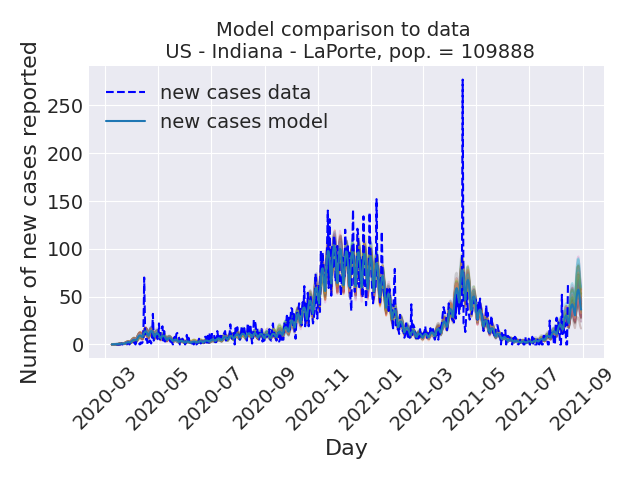 Model comparison to data
US - Indiana - LaPorte, pop. = 109888
new cases data
new cases model
Number of new cases reported
250
200
150
100
50
0
2020-03
2020-05
2020-07
2020-09
2020-11
2021-01
2021-03
2021-05
2021-07
2021-09
Day